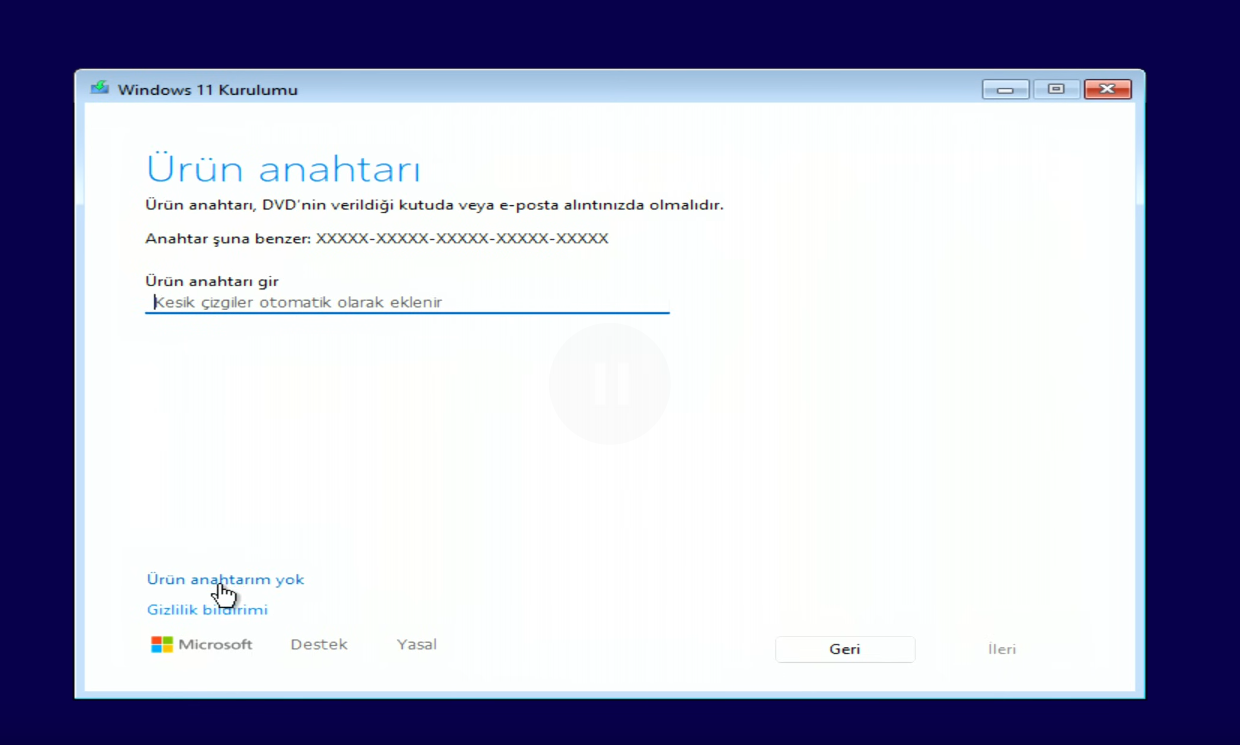 Windows 11 Kurulumu
Ürün anahtarı
Ürün anahtarı, DVD'nin verildiği kutuda veya e-posta alıntınızda olmalıdır.
Anahtar şuna benzer: XXXXX-XXXXX-XXXXX-XXXXX-XXXXX
Ürün anahtarı gir
Kesik çizgiler otomatik olarak eklenir
Ürün anahtarım yok
Gizlilik bildirimi
Microsoft Destek Yasal Geri İleri